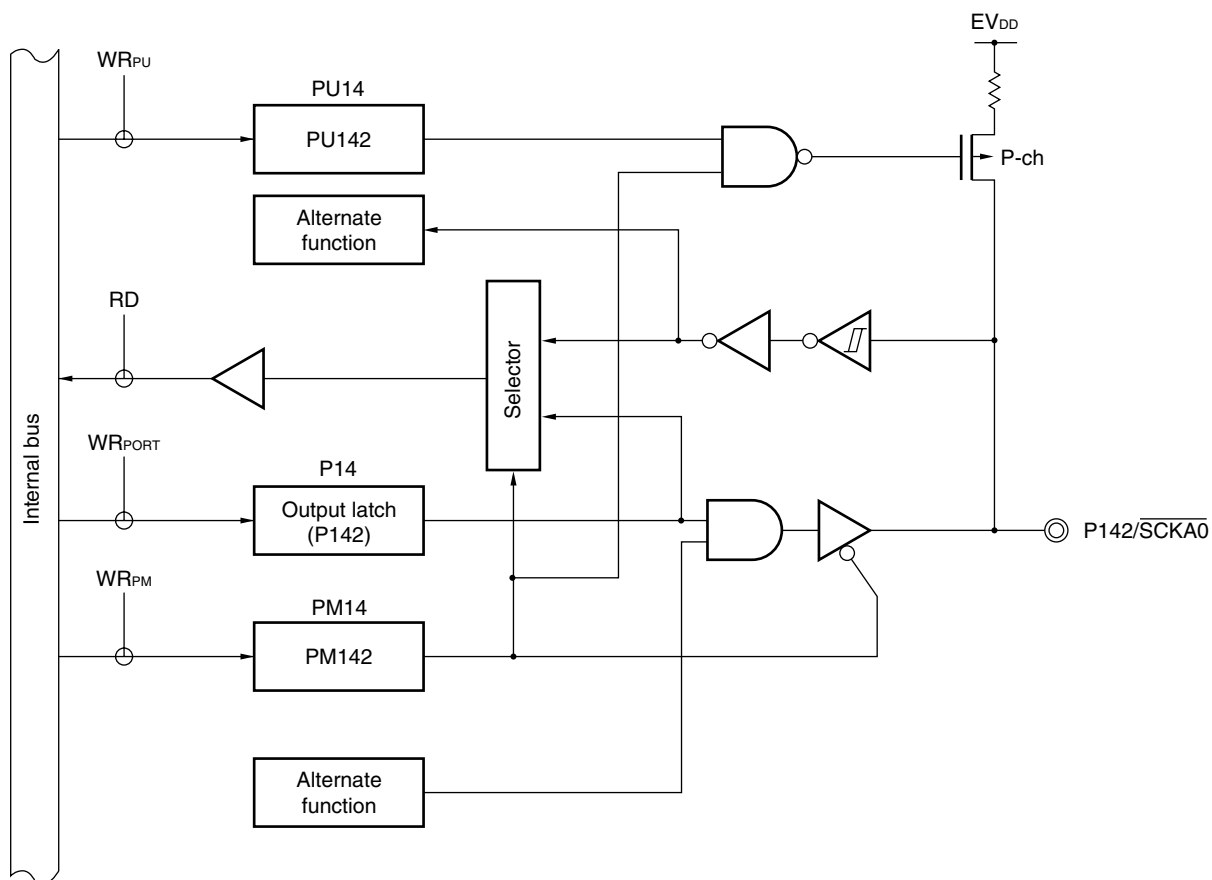 EVDD
WRPU
PU14
PU142
P-ch
Alternate
function
RD
Selector
Internal bus
WRPORT
P14
Output latch
(P142)
P142/SCKA0
WRPM
PM14
PM142
Alternate
function